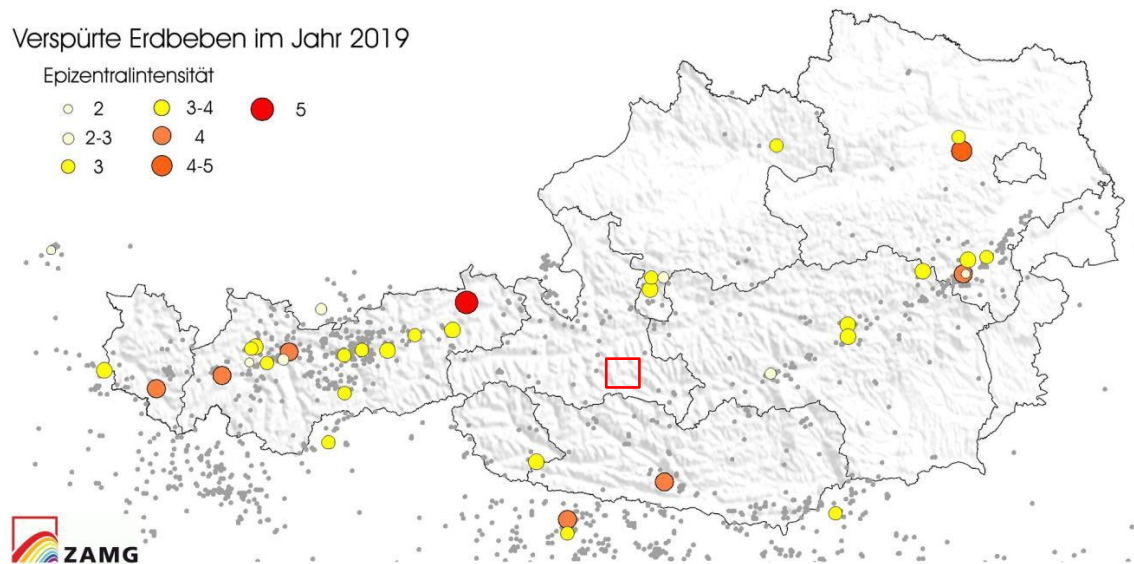 Verspürte Erdbeben im Jahr 2019
Epizentralintensität
2 3-4 5
2-3 4
3 4-5
ZAMG